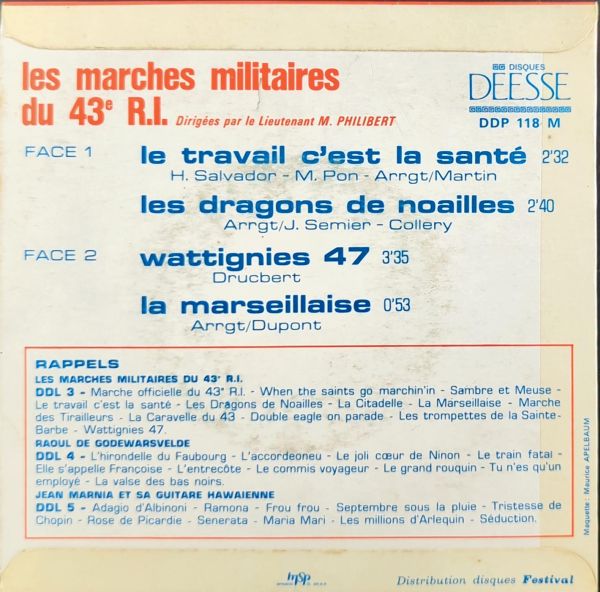 les marches militaires
du 43e R.I. Dirigées par le Lieutenant M. PHILIBERT
DISQUES
DEESSE
DDP 118 M
FACE 1 le travail c'est la santé 2'32
H. Salvador - M. Pon - Arrgt/Martin
les dragons de noailles 2'40
Arrgt/J. Semier - Collery
FACE 2 wattignies 47 3'35
Drucbert
la marseillaise 0'53
Arrgt/Dupont
RAPPELS
LES MARCHES MILITAIRES DU 43e R.I.
DDL 3 - Marche officielle du 43e R.I. - When the saints go marchin'in - Sambre et Meuse -
Le travail c'est la santé - Les Dragons de Noailles - La Citadelle - La Marseillaise - Marche
des Tirailleurs - La Caravelle du 43 - Double eagle on parade - Les trompettes de la Sainte-
Barbe - Wattignies 47.
RAOUL DE GODEWARSVELDE
DDL 4 - L'hirondelle du Faubourg - L'accordeoneu - Le joli cœur de Ninon - Le train fatal -
Elle s'appelle Françoise - L'entrecôte - Le commis voyageur - Le grand rouquin - Tu n'es qu'un
employé - La valse des bas noirs.
JEAN MARNIA ET SA GUITARE HAWAIENNE
DDL 5 - Adagio d'Albinoni - Ramona - Frou frou - Septembre sous la pluie - Tristesse de
Chopin - Rose de Picardie - Senerata - Maria Mari - Les millions d'Arlequin - Séduction.
Maquette : Maurice APELBAUM
msp
Distribution disques Festival